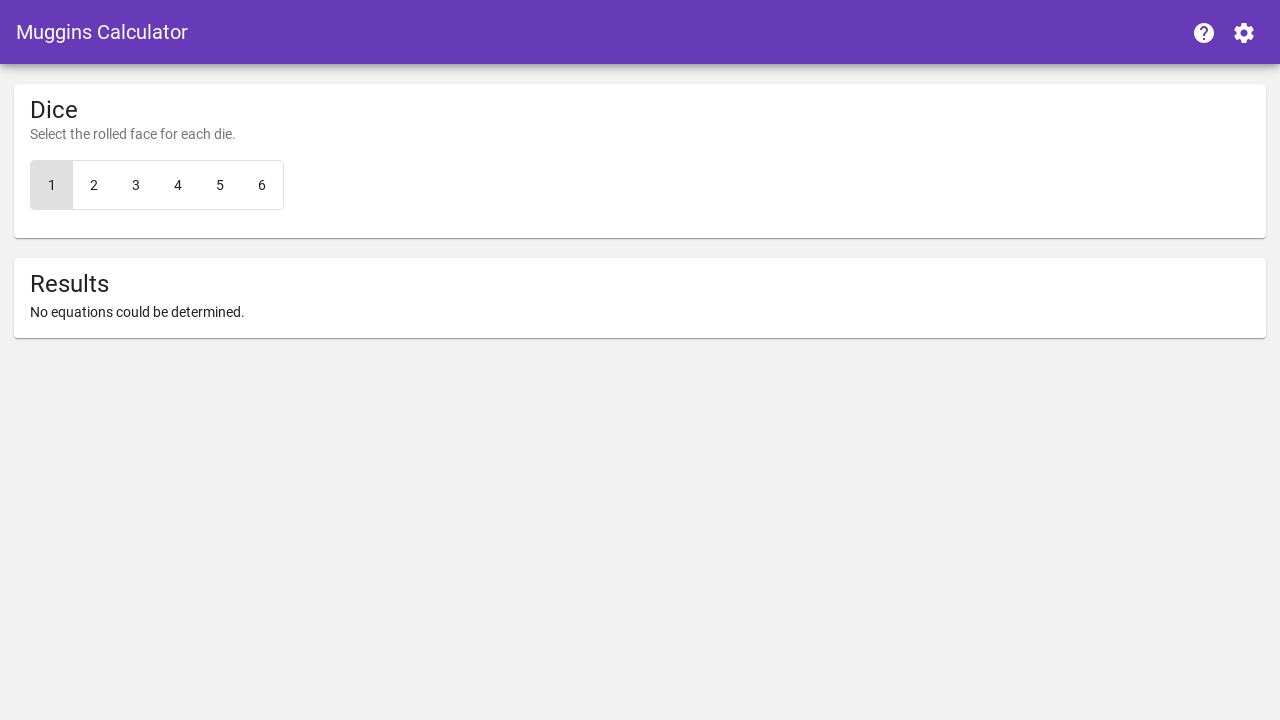 Muggins Calculator
Dice
Select the rolled face for each die.
1 2 3 4 5 6
Results
No equations could be determined.